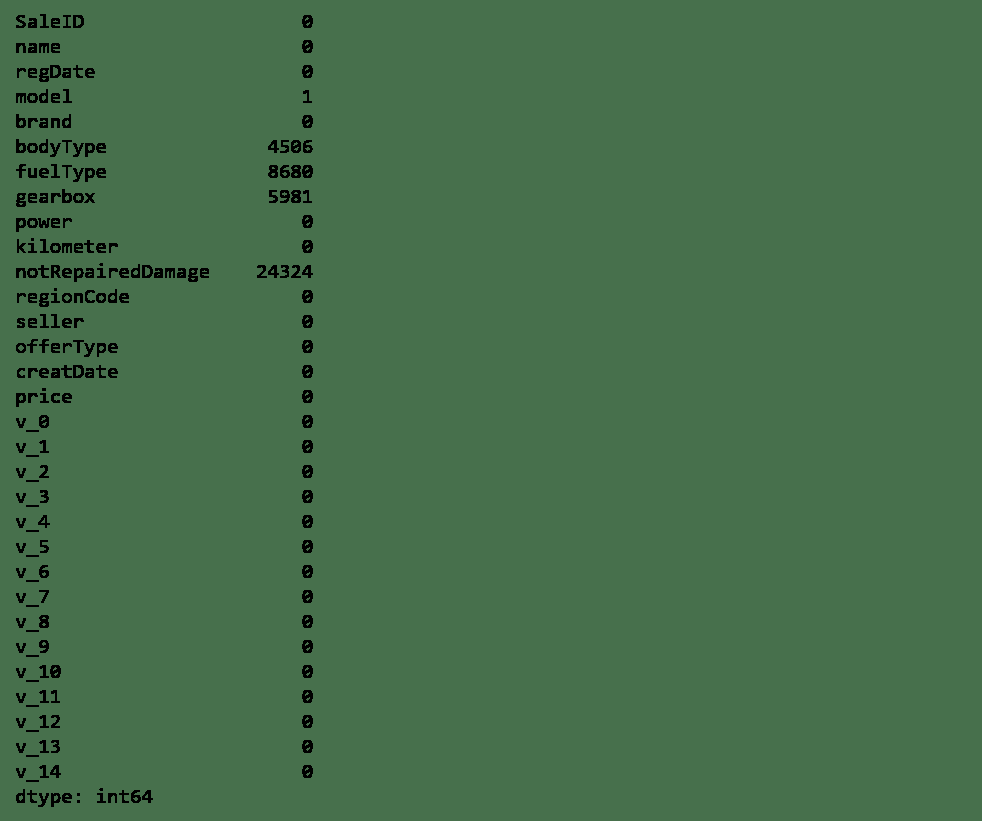 SaleID 0
name 0
regDate 0
model 1
brand 0
bodyType 4506
fuelType 8680
gearbox 5981
power 0
kilometer 0
notRepairedDamage 24324
regionCode 0
seller 0
offerType 0
creatDate 0
price 0
v_0 0
v_1 0
v_2 0
v_3 0
v_4 0
v_5 0
v_6 0
v_7 0
v_8 0
v_9 0
v_10 0
v_11 0
v_12 0
v_13 0
v_14 0
dtype: int64